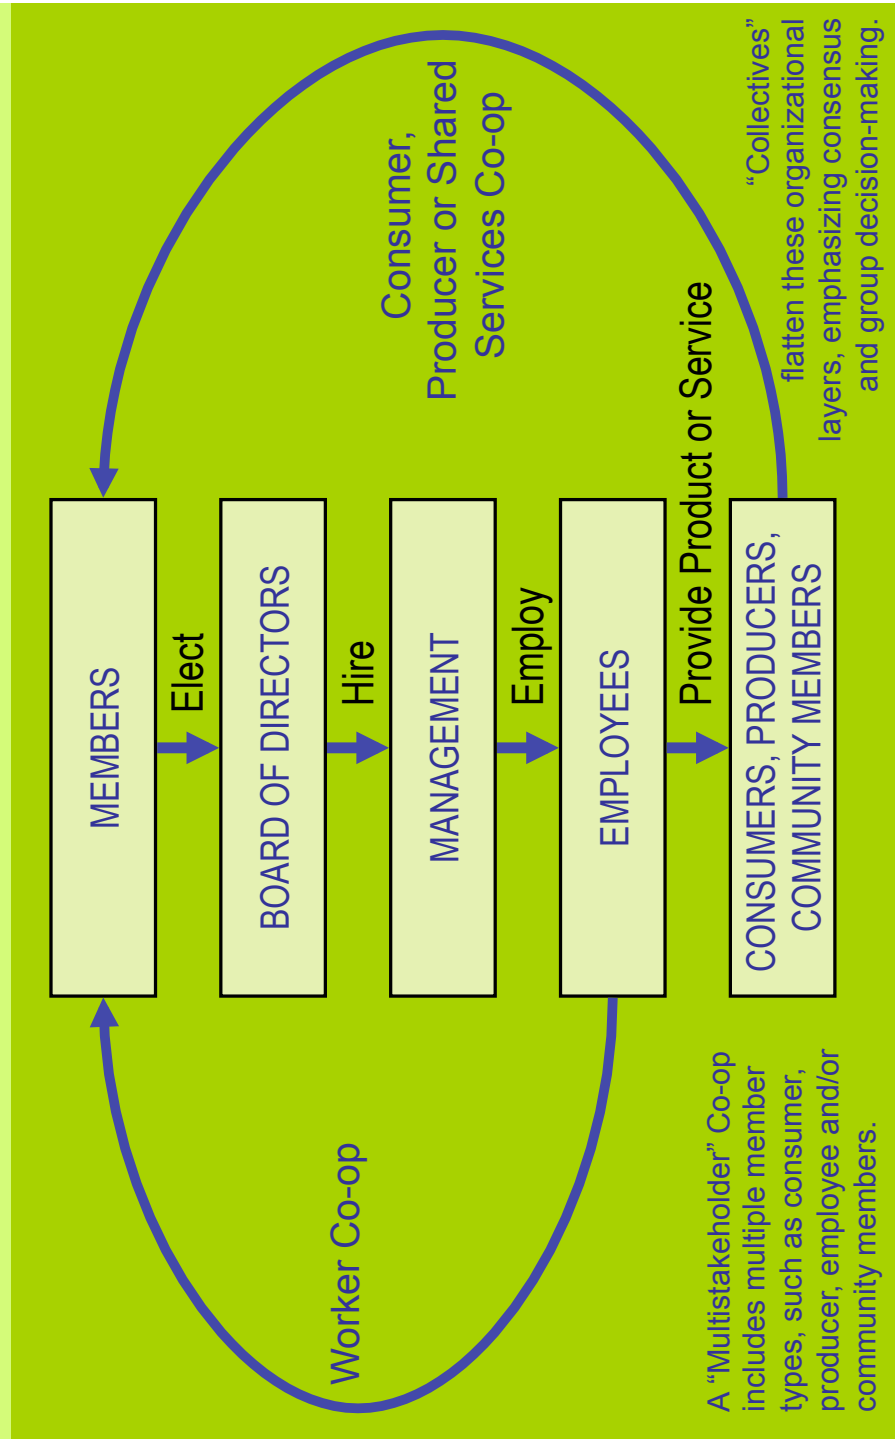 MEMBERS
Elect
BOARD OF DIRECTORS
Hire
MANAGEMENT
Employ
EMPLOYEES
Provide Product or Service
CONSUMERS, PRODUCERS,
COMMUNITY MEMBERS
Worker Co-op
Consumer,
Producer or Shared
Services Co-op
A “Multistakeholder” Co-op
includes multiple member
types, such as consumer,
producer, employee and/or
community members.
“Collectives”
flatten these organizational
layers, emphasizing consensus
and group decision-making.